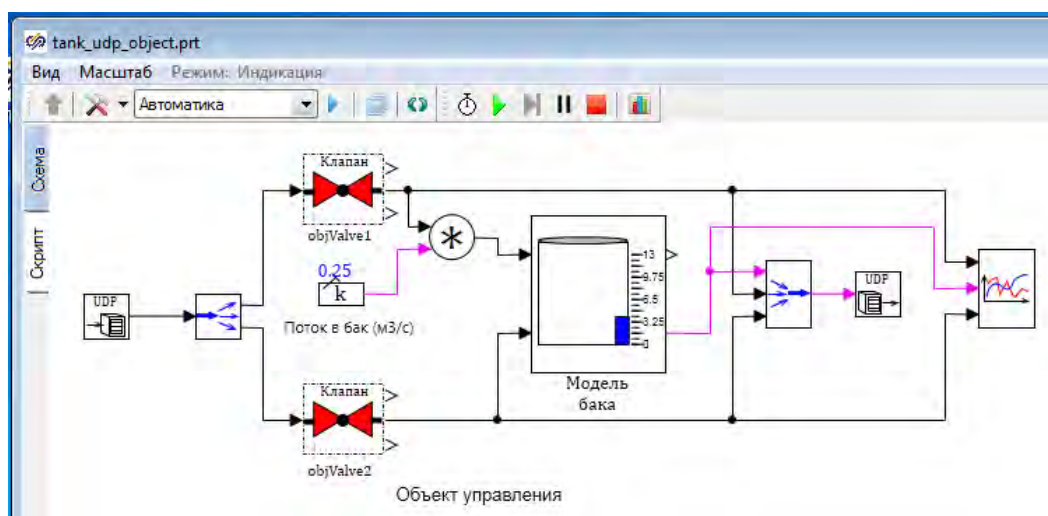 tank_udp_object.prt
Вид Масштаб Режим: Индикация
Автоматика
Схема
Скрипт
Клапан
objValve1
0.25
k
Поток в бак (м3/с)
*
UDP
13
9.75
6.5
3.25
0
Модель
бака
UDP
Клапан
objValve2
Объект управления